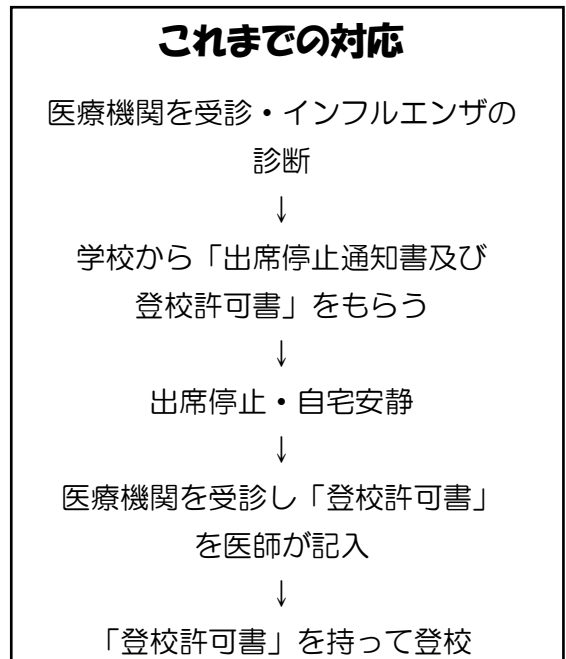 これまでの対応
医療機関を受診・インフルエンザの
診断
↓
学校から「出席停止通知書及び
登校許可書」をもらう
↓
出席停止・自宅安静
↓
医療機関を受診し「登校許可書」
を医師が記入
↓
「登校許可書」を持って登校